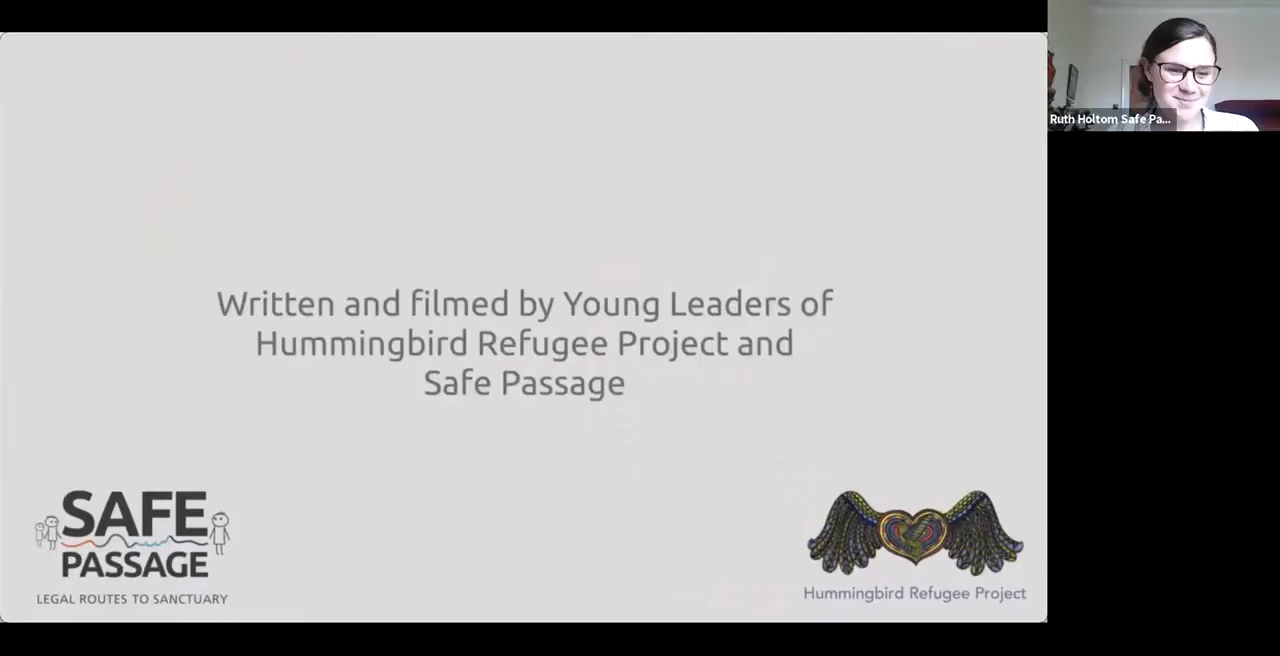 Ruth Holtom Safe Pa...
Written and filmed by Young Leaders of
Hummingbird Refugee Project and
Safe Passage
SAFE
PASSAGE
LEGAL ROUTES TO SANCTUARY
Hummingbird Refugee Project